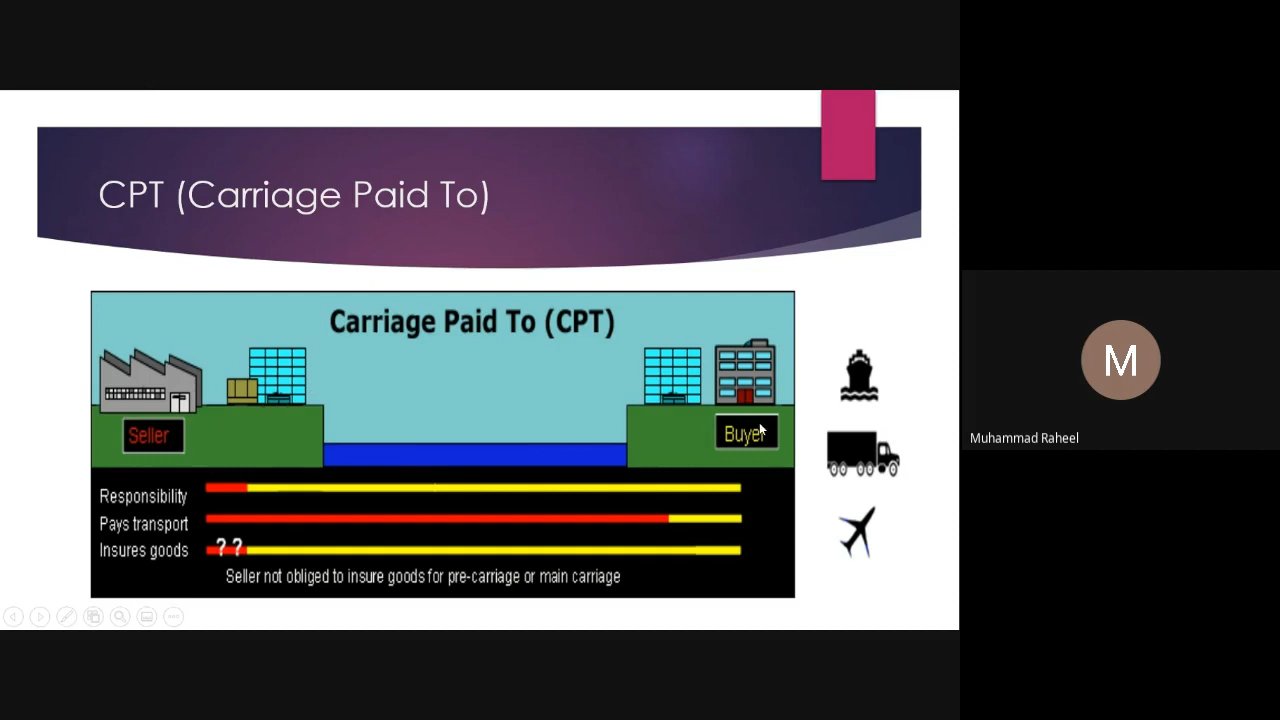 CPT (Carriage Paid To)
Carriage Paid To (CPT)
Seller
Buyer
Responsibility
Pays transport
Insures goods
? ?
Seller not obliged to insure goods for pre-carriage or main carriage
M
Muhammad Raheel